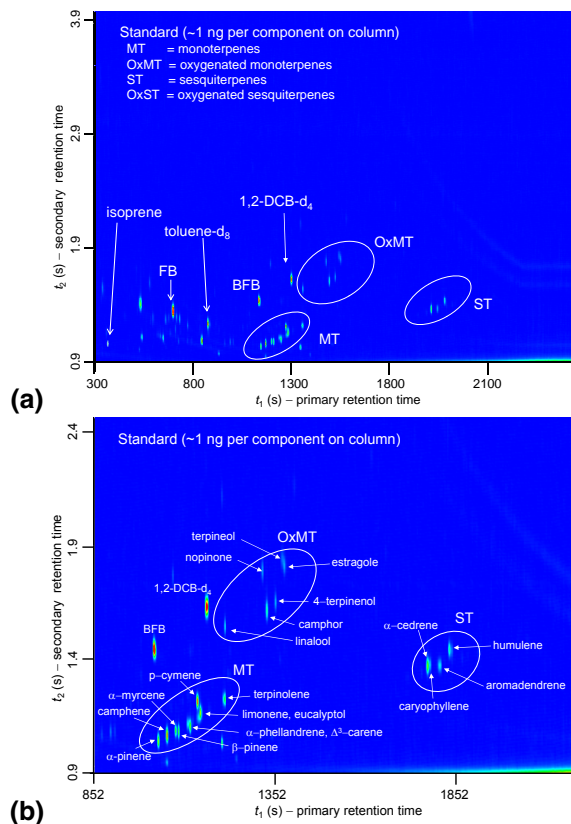 3.9
Standard (~1 ng per component on column)
MT = monoterpenes
OxMT = oxygenated monoterpenes
ST = sesquiterpenes
OxST = oxygenated sesquiterpenes
2.9
1,2-DCB-d4
isoprene
toluene-d8
OxMT
1.9
FB
BFB
ST
MT
0.9
t2 (s) – secondary retention time
300 800 1300 1800 2100
t1 (s) – primary retention time
(a)
2.4
Standard (~1 ng per component on column)
OxMT
terpineol
1.9
nopinone
estragole
1,2-DCB-d4
4-terpinenol
camphor
ST
α-cedrene
BFB
linalool
humulene
1.4
MT
p-cymene
terpinolene
aromadendrene
α-myrcene
caryophyllene
camphene
limonene, eucalyptol
α-phellandrene, Δ³-carene
α-pinene
β-pinene
0.9
t2 (s) – secondary retention time
852 1352 1852
t1 (s) – primary retention time
(b)